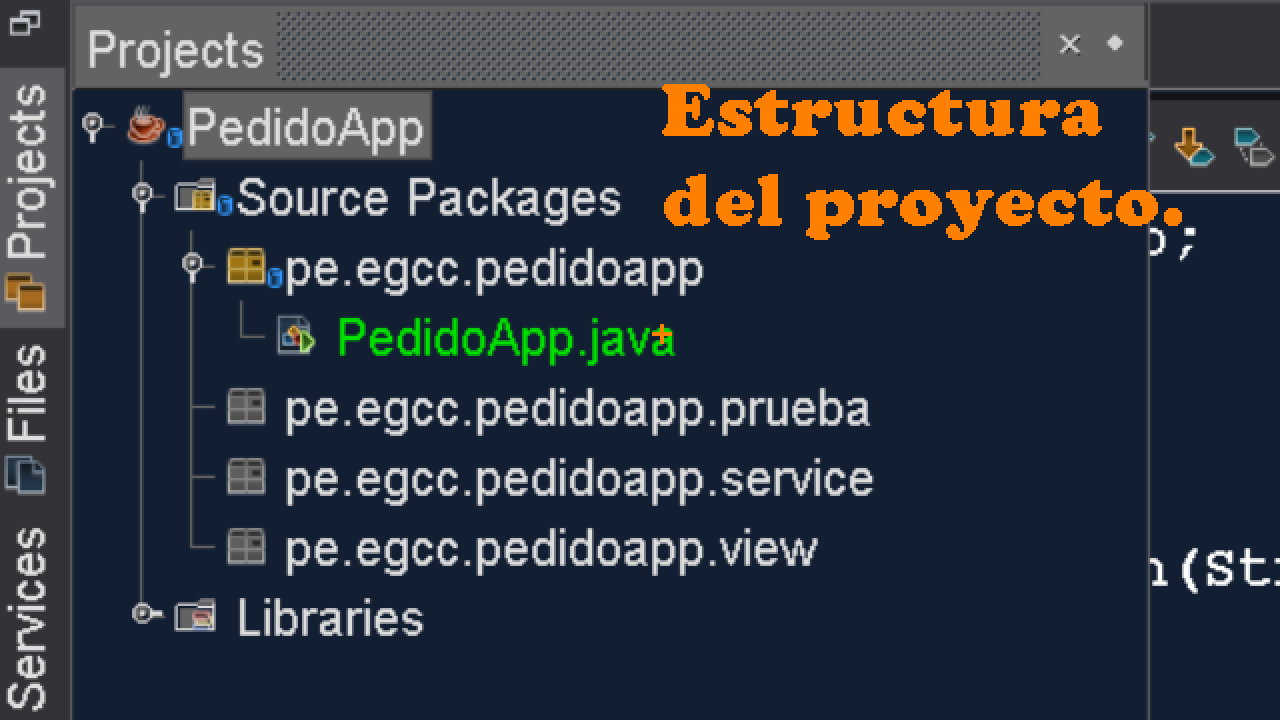 Projects
Estructura
del proyecto.
PedidoApp
Source Packages
pe.egcc.pedidoapp
PedidoApp.java
pe.egcc.pedidoapp.prueba
pe.egcc.pedidoapp.service
pe.egcc.pedidoapp.view
Libraries
Projects
Files
Services
;
(St